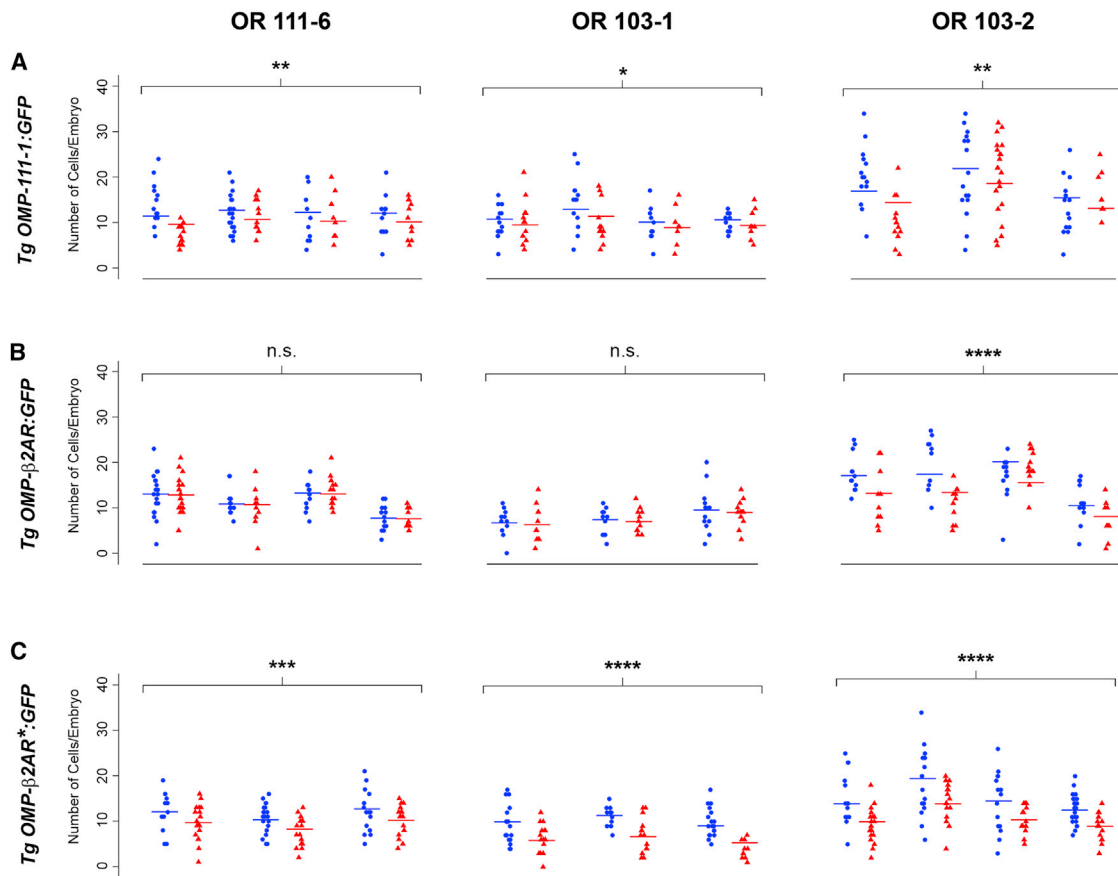 OR 111-6 OR 103-1 OR 103-2
A
Tg OMP-111-1:GFP
Number of Cells/Embryo
40
30
20
10
0
** * **
B
Tg OMP-β2AR:GFP
Number of Cells/Embryo
40
30
20
10
0
n.s. n.s. ****
C
Tg OMP-β2AR*:GFP
Number of Cells/Embryo
40
30
20
10
0
*** **** ****